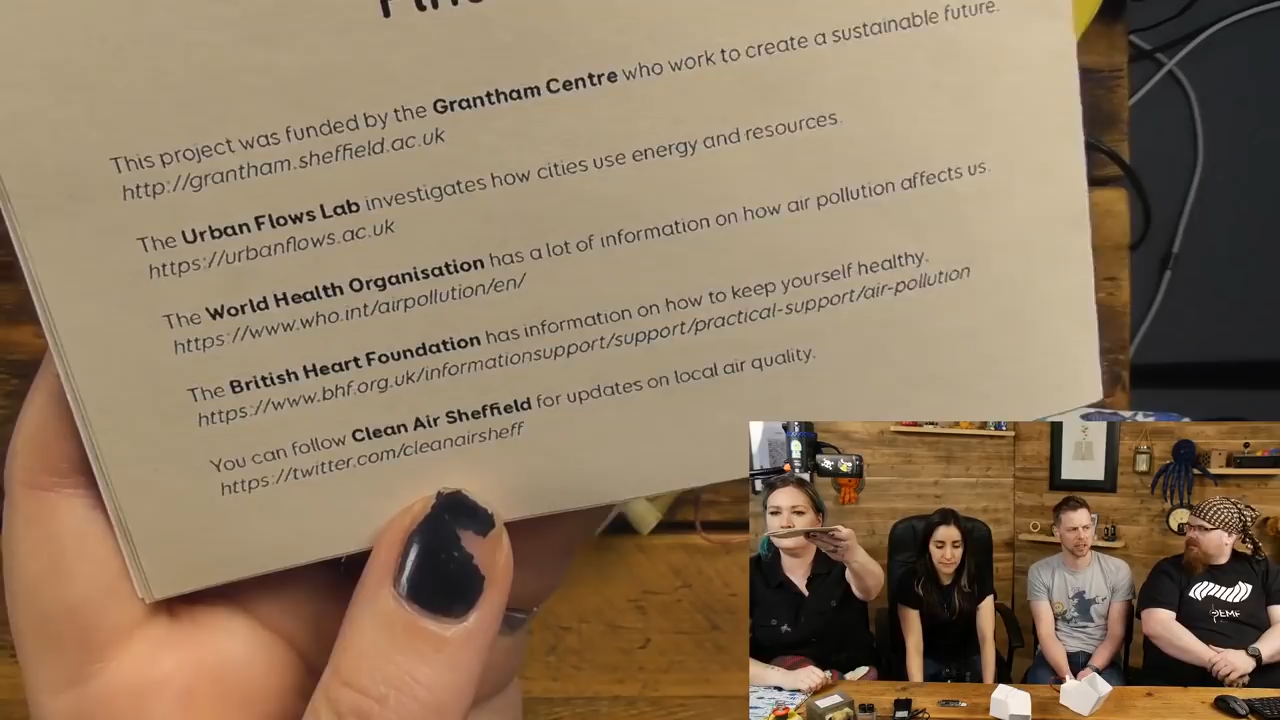 This project was funded by the Grantham Centre who work to create a sustainable future.
http://grantham.sheffield.ac.uk
The Urban Flows Lab investigates how cities use energy and resources.
https://urbanflows.ac.uk
The World Health Organisation has a lot of information on how air pollution affects us.
https://www.who.int/airpollution/en/
The British Heart Foundation has information on how to keep yourself healthy.
https://www.bhf.org.uk/informationsupport/support/practical-support/air-pollution
You can follow Clean Air Sheffield for updates on local air quality.
https://twitter.com/cleanairsheff
EMF